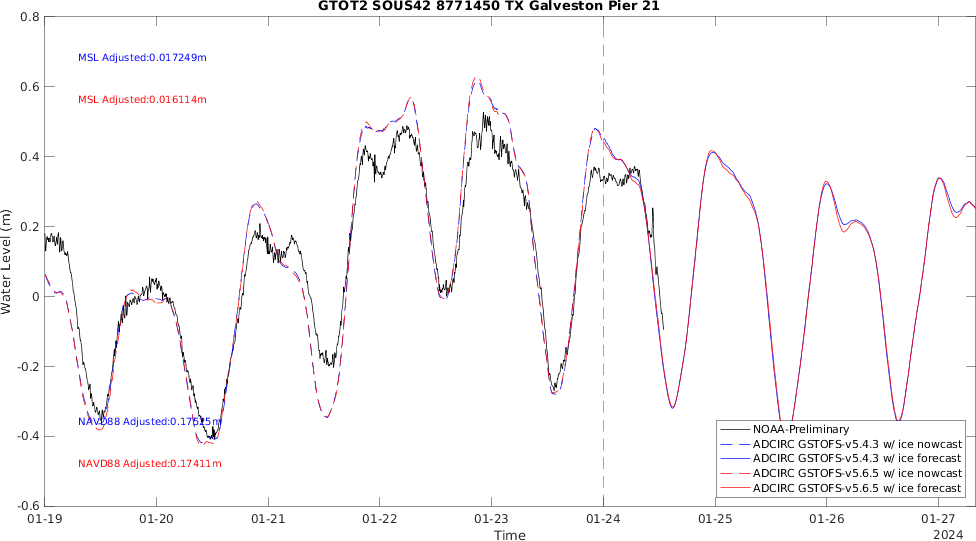 GTOT2 SOUS42 8771450 TX Galveston Pier 21
0.8
MSL Adjusted:0.017249m
0.6
MSL Adjusted:0.016114m
0.4
0.2
Water Level (m)
0
-0.2
NAVD88 Adjusted:0.17525m
-0.4
NAVD88 Adjusted:0.17411m
-0.6
NOAA-Preliminary
ADCIRC GSTOFS-v5.4.3 w/ ice nowcast
ADCIRC GSTOFS-v5.4.3 w/ ice forecast
ADCIRC GSTOFS-v5.6.5 w/ ice nowcast
ADCIRC GSTOFS-v5.6.5 w/ ice forecast
01-19 01-20 01-21 01-22 01-23 01-24 01-25 01-26 01-27
Time
2024